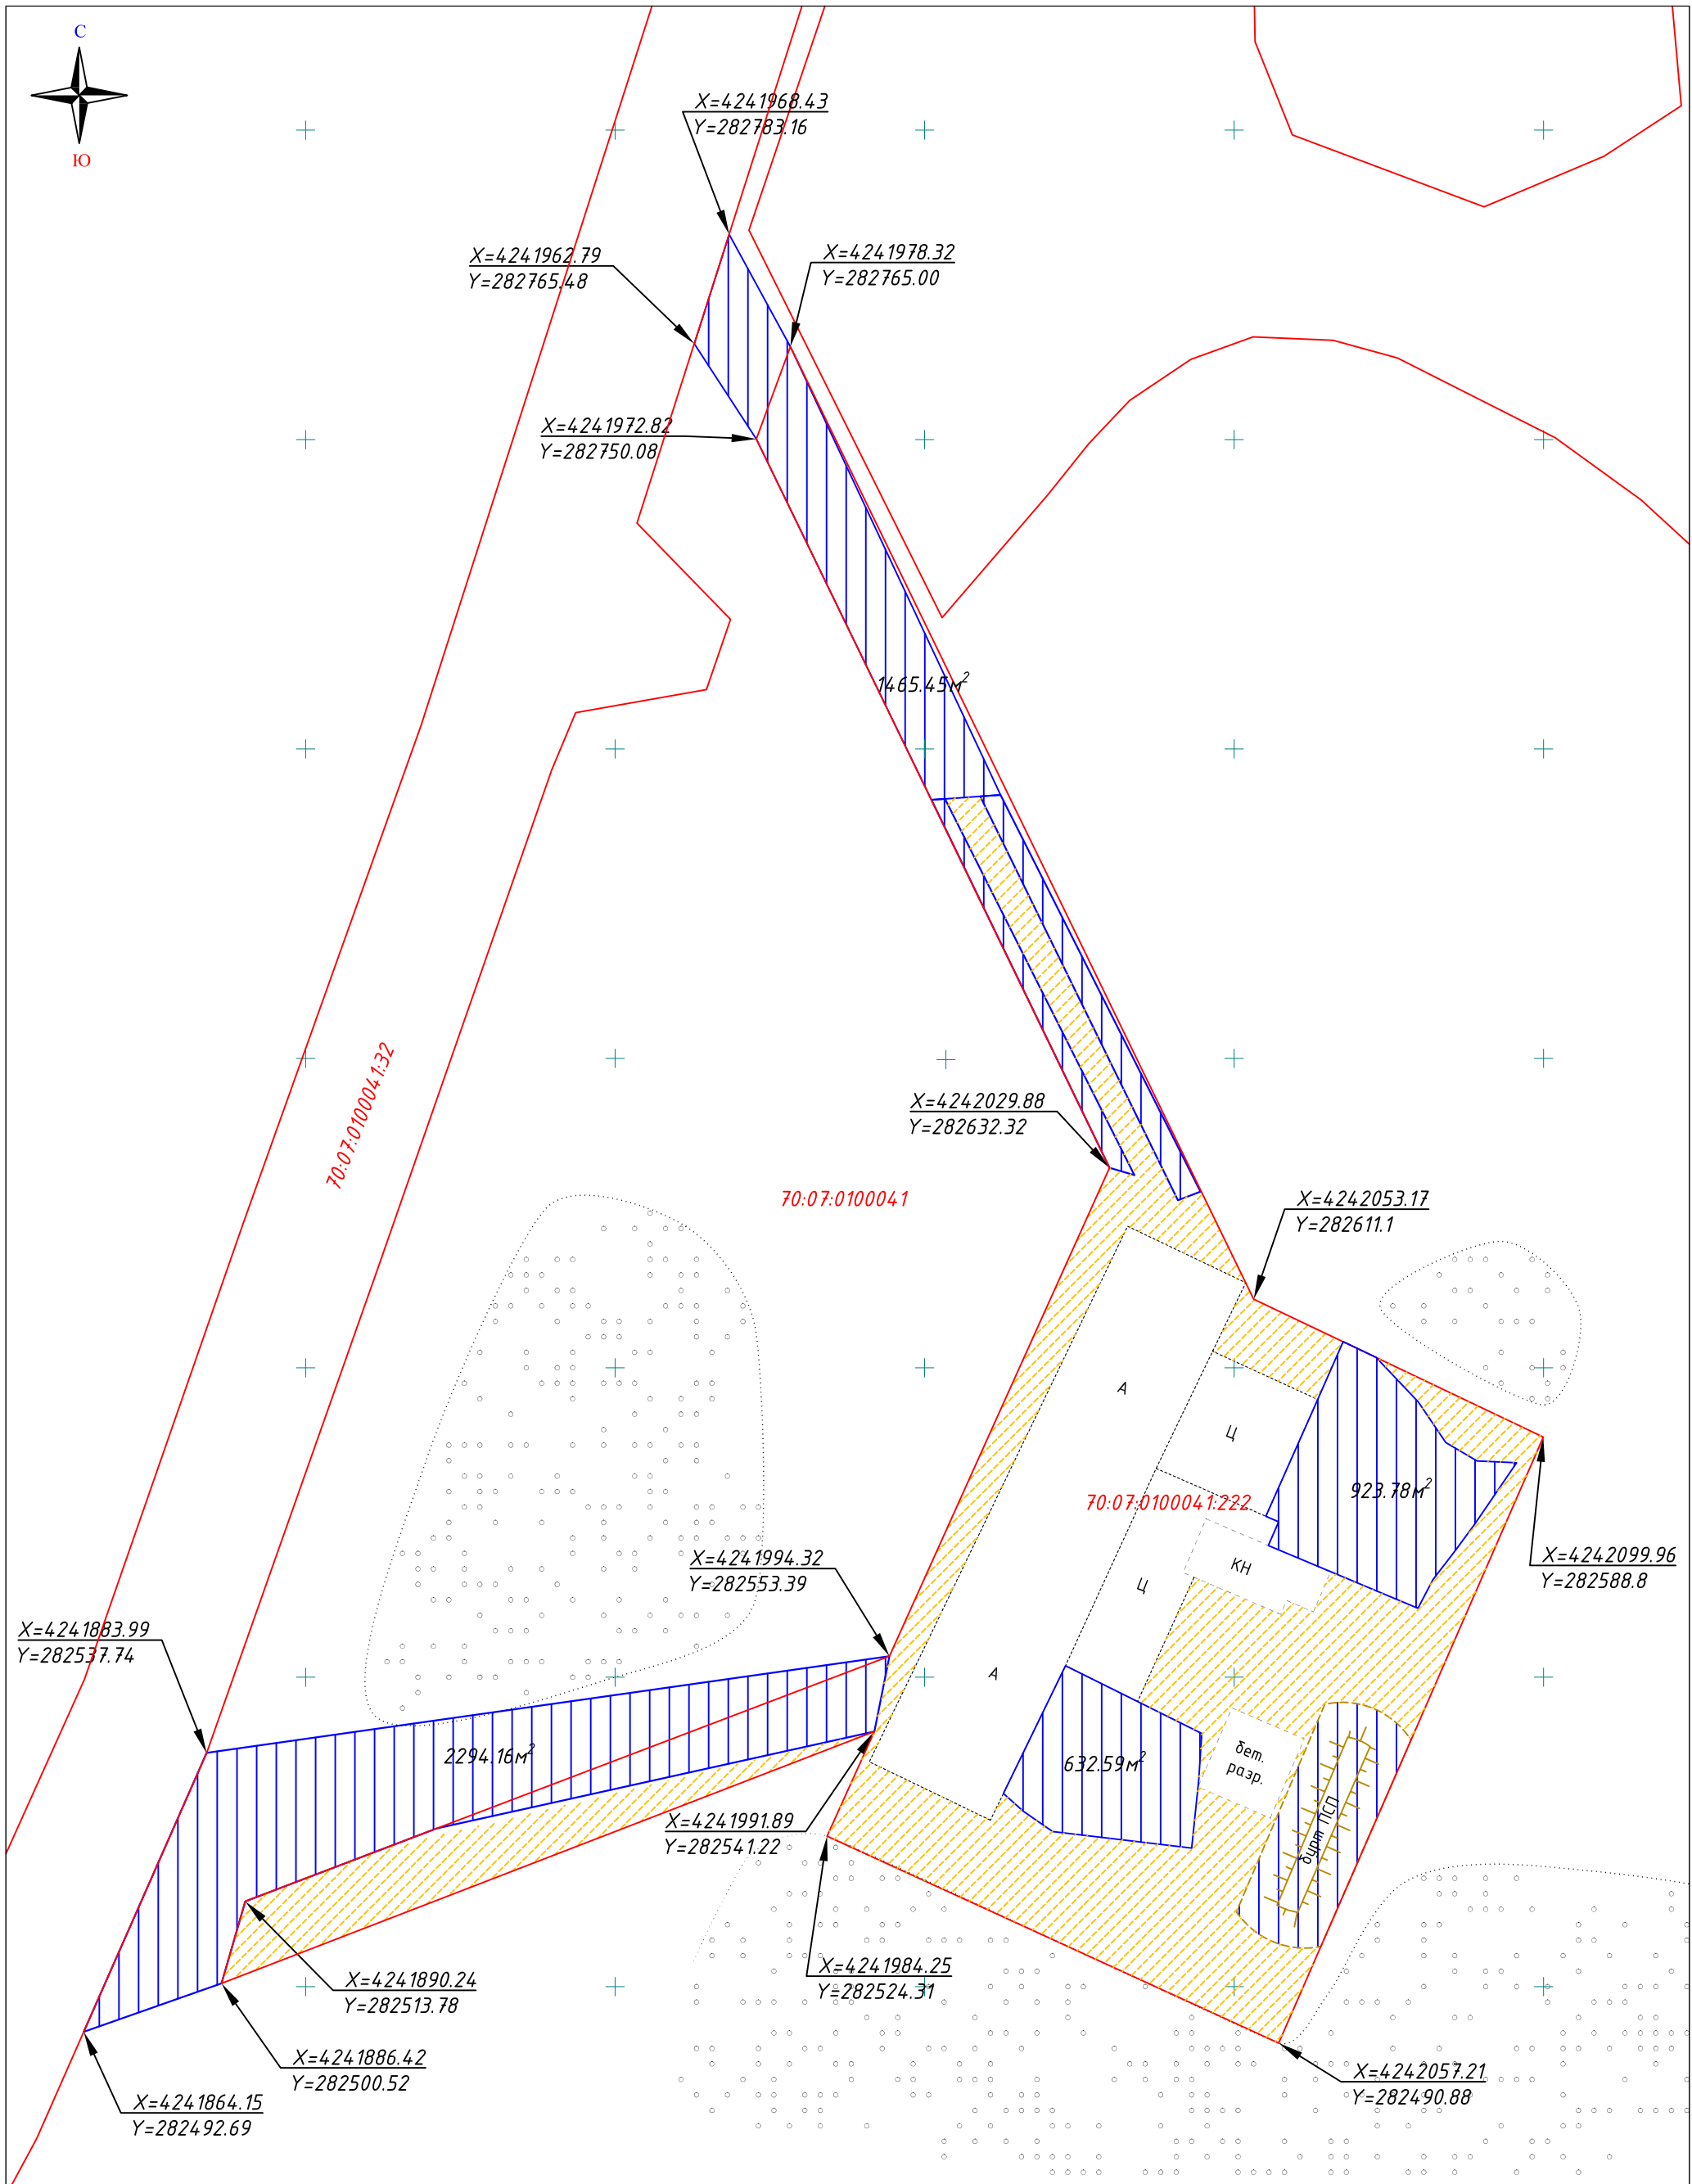 С
Ю
X=4241968.43
Y=282783.16
X=4241962.79
Y=282765.48
X=4241978.32
Y=282765.00
X=4241972.82
Y=282750.08
1465.45м²
70:07:0100041:32
X=4242029.88
Y=282632.32
70:07:0100041
X=4242053.17
Y=282611.1
А
Ц
923.78м²
70:07:0100041:222
КН
X=4241994.32
Y=282553.39
X=4242099.96
Y=282588.8
Ц
X=4241883.99
Y=282537.74
А
2294.16м²
632.59м²
бет.
разр.
бурт ПСП
X=4241991.89
Y=282541.22
X=4241984.25
Y=282524.31
X=4241890.24
Y=282513.78
X=4241886.42
Y=282500.52
X=4242057.21
Y=282490.88
X=4241864.15
Y=282492.69